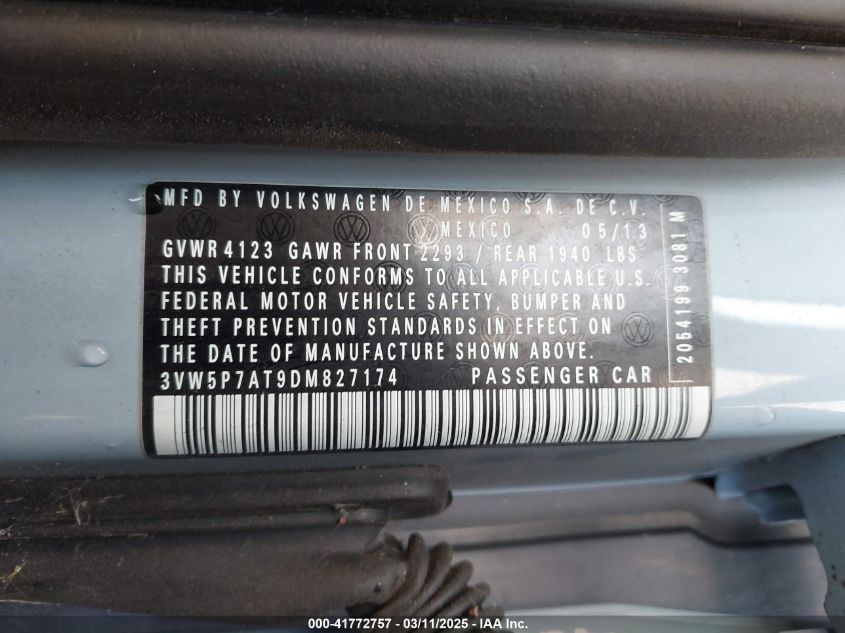 MFD BY VOLKSWAGEN DE MEXICO S.A. DE C.V.
MEXICO 05/13
GVWR 4123 GAWR FRONT 2293 / REAR 1940 LBS
THIS VEHICLE CONFORMS TO ALL APPLICABLE U.S.
FEDERAL MOTOR VEHICLE SAFETY, BUMPER AND
THEFT PREVENTION STANDARDS IN EFFECT ON
THE DATE OF MANUFACTURE SHOWN ABOVE.
3VW5P7AT9DM827174 PASSENGER CAR
2054199 3081 M
000-41772757 - 03/11/2025 - IAA Inc.